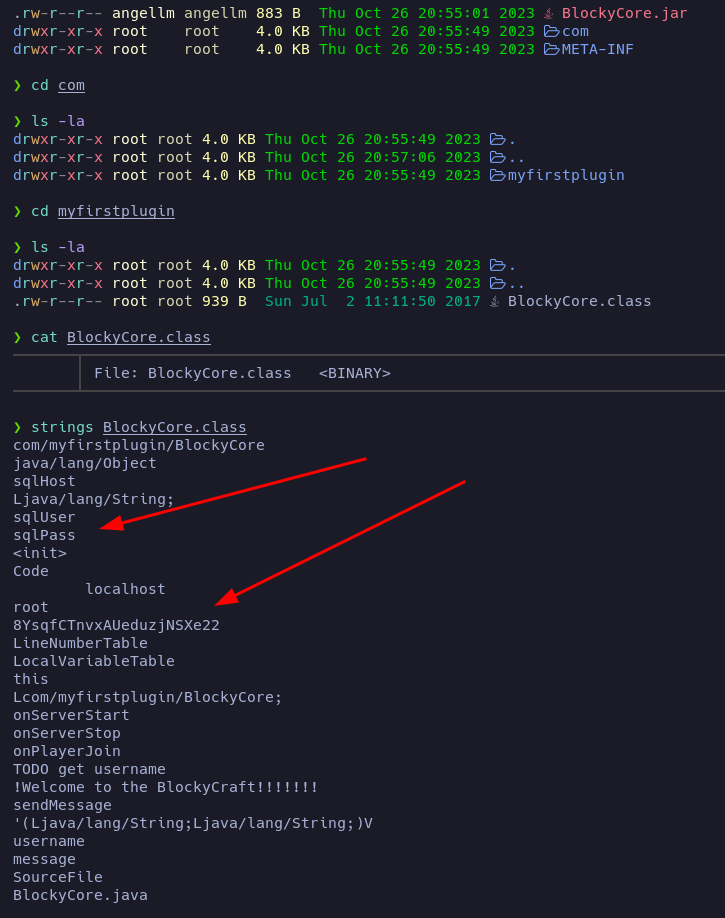 .rw-r--r-- angellm angellm 883 B Thu Oct 26 20:55:01 2023 BlockyCore.jar
drwxr-xr-x root root 4.0 KB Thu Oct 26 20:55:49 2023 com
drwxr-xr-x root root 4.0 KB Thu Oct 26 20:55:49 2023 META-INF
❯ cd com
❯ ls -la
drwxr-xr-x root root 4.0 KB Thu Oct 26 20:55:49 2023 .
drwxr-xr-x root root 4.0 KB Thu Oct 26 20:57:06 2023 ..
drwxr-xr-x root root 4.0 KB Thu Oct 26 20:55:49 2023 myfirstplugin
❯ cd myfirstplugin
❯ ls -la
drwxr-xr-x root root 4.0 KB Thu Oct 26 20:55:49 2023 .
drwxr-xr-x root root 4.0 KB Thu Oct 26 20:55:49 2023 ..
.rw-r--r-- root root 939 B Sun Jul 2 11:11:50 2017 BlockyCore.class
❯ cat BlockyCore.class
File: BlockyCore.class <BINARY>
❯ strings BlockyCore.class
com/myfirstplugin/BlockyCore
java/lang/Object
sqlHost
Ljava/lang/String;
sqlUser
sqlPass
<init>
Code
localhost
root
8YsqfCTnvxAUeduzjNSXe22
LineNumberTable
LocalVariableTable
this
Lcom/myfirstplugin/BlockyCore;
onServerStart
onServerStop
onPlayerJoin
TODO get username
!Welcome to the BlockyCraft!!!!!!!
sendMessage
'(Ljava/lang/String;Ljava/lang/String;)V
username
message
SourceFile
BlockyCore.java